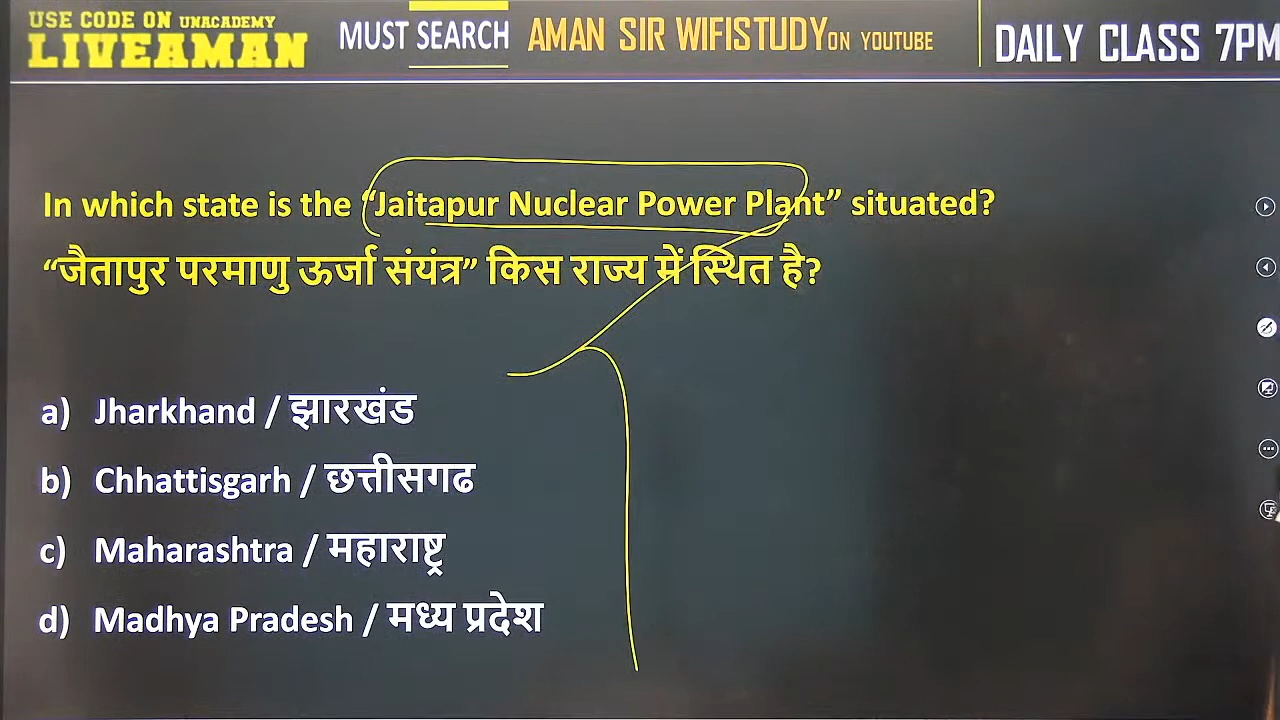 USE CODE ON UNACADEMY
LIVEAMAN
MUST SEARCH AMAN SIR WIFISTUDY ON YOUTUBE
DAILY CLASS 7PM
In which state is the “Jaitapur Nuclear Power Plant” situated?
“जैतापुर परमाणु ऊर्जा संयंत्र” किस राज्य में स्थित है?
a) Jharkhand / झारखंड
b) Chhattisgarh / छत्तीसगढ
c) Maharashtra / महाराष्ट्र
d) Madhya Pradesh / मध्य प्रदेश